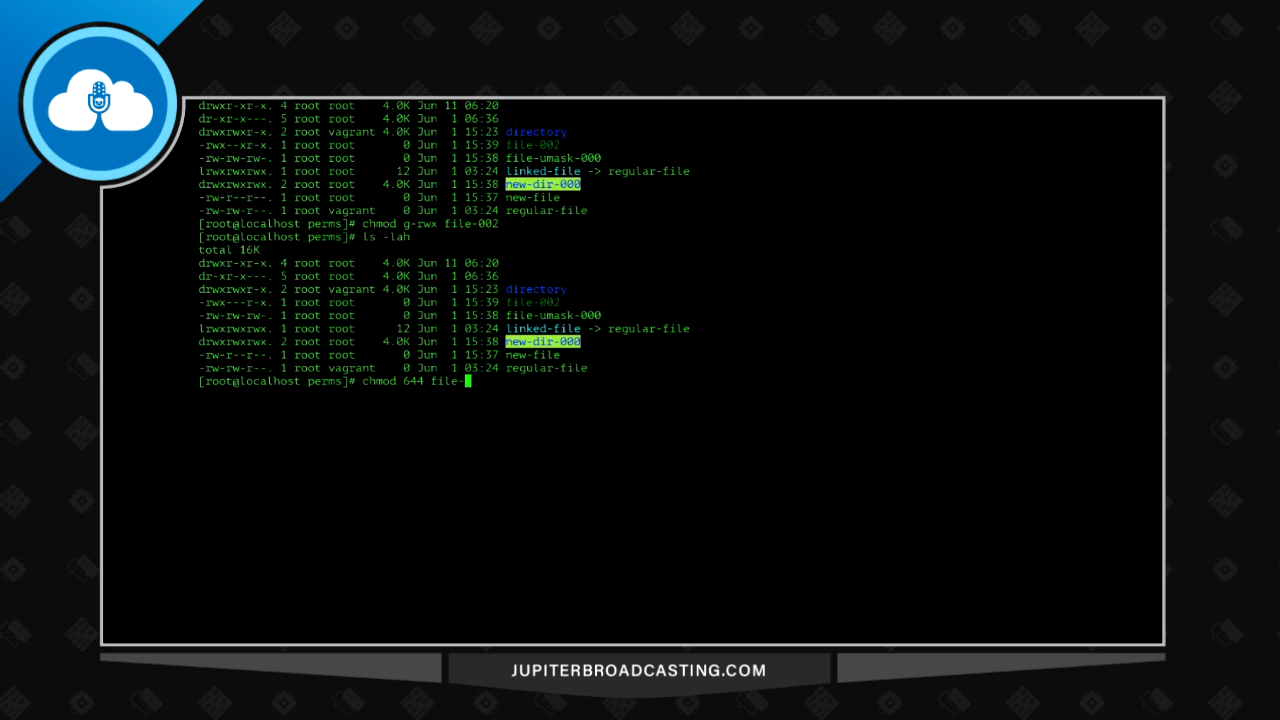 drwxr-xr-x. 4 root root    4.0K Jun 11 06:20 .
dr-xr-x---. 5 root root    4.0K Jun  1 06:36
drwxrwxr-x. 2 root vagrant 4.0K Jun  1 15:23 directory
-rwx--xr-x. 1 root root       0 Jun  1 15:39 file-002
-rw-rw-rw-. 1 root root       0 Jun  1 15:38 file-umask-000
lrwxrwxrwx. 1 root root      12 Jun  1 03:24 linked-file -> regular-file
drwxrwxrwx. 2 root root    4.0K Jun  1 15:38 new-dir-000
-rw-r--r--. 1 root root       0 Jun  1 15:37 new-file
-rw-rw-r--. 1 root vagrant    0 Jun  1 03:24 regular-file
[root@localhost perms]# chmod g-rwx file-002
[root@localhost perms]# ls -lah
total 16K
drwxr-xr-x. 4 root root    4.0K Jun 11 06:20
dr-xr-x---. 5 root root    4.0K Jun  1 06:36
drwxrwxr-x. 2 root vagrant 4.0K Jun  1 15:23 directory
-rwx---r-x. 1 root root       0 Jun  1 15:39 file-002
-rw-rw-rw-. 1 root root       0 Jun  1 15:38 file-umask-000
lrwxrwxrwx. 1 root root      12 Jun  1 03:24 linked-file -> regular-file
drwxrwxrwx. 2 root root    4.0K Jun  1 15:38 new-dir-000
-rw-r--r--. 1 root root       0 Jun  1 15:37 new-file
-rw-rw-r--. 1 root vagrant    0 Jun  1 03:24 regular-file
[root@localhost perms]# chmod 644 file-
JUPITERBROADCASTING.COM